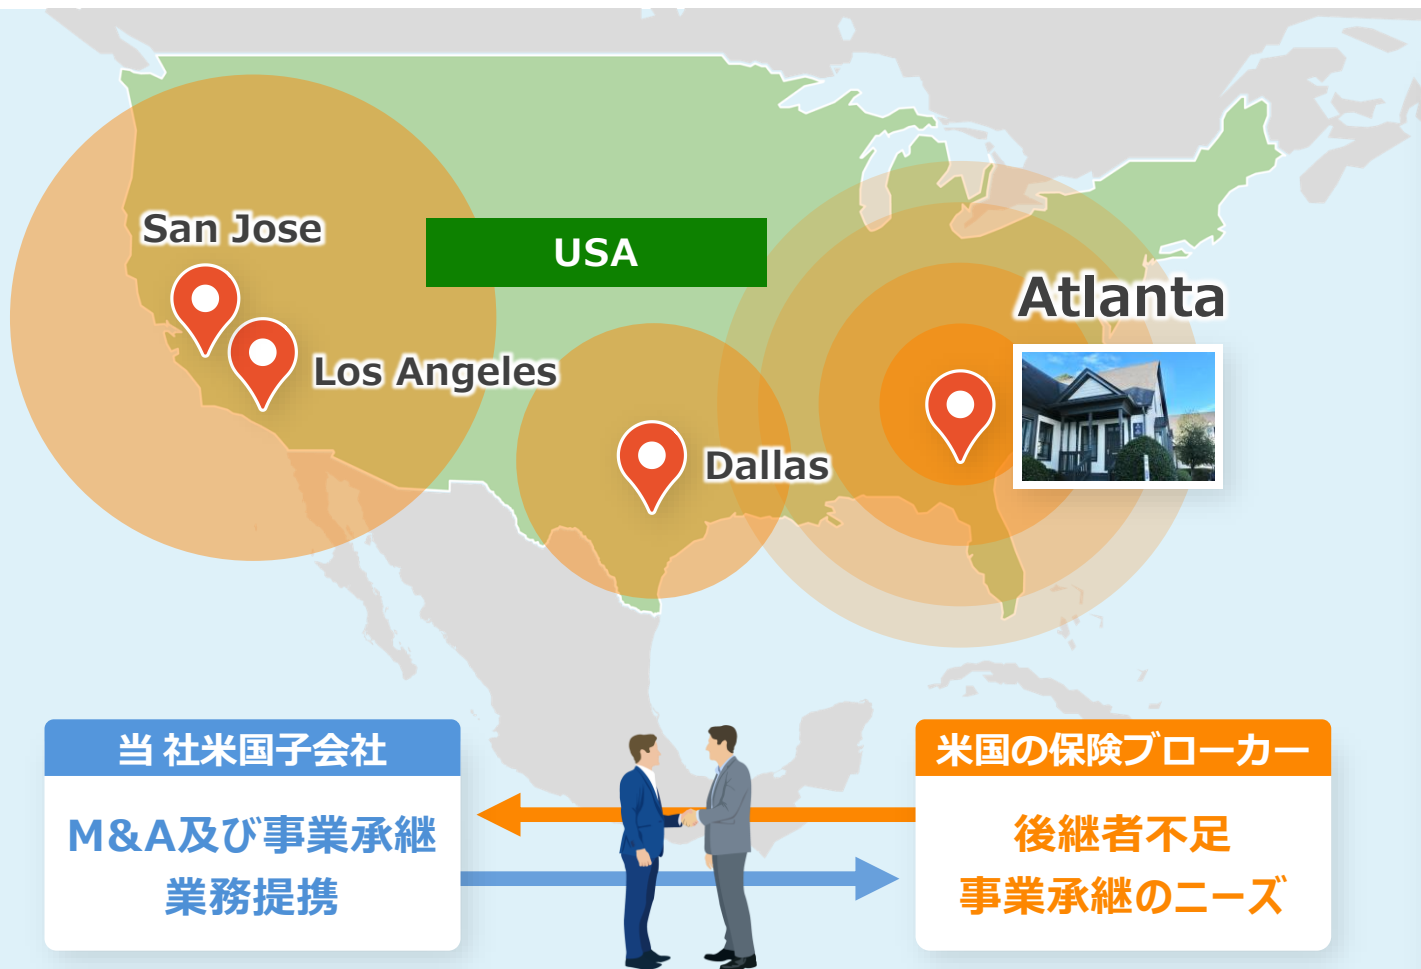 San Jose
USA
Atlanta
Los Angeles
Dallas
当社米国子会社
M&A及び事業承継
業務提携
米国の保険ブローカー
後継者不足
事業承継のニーズ